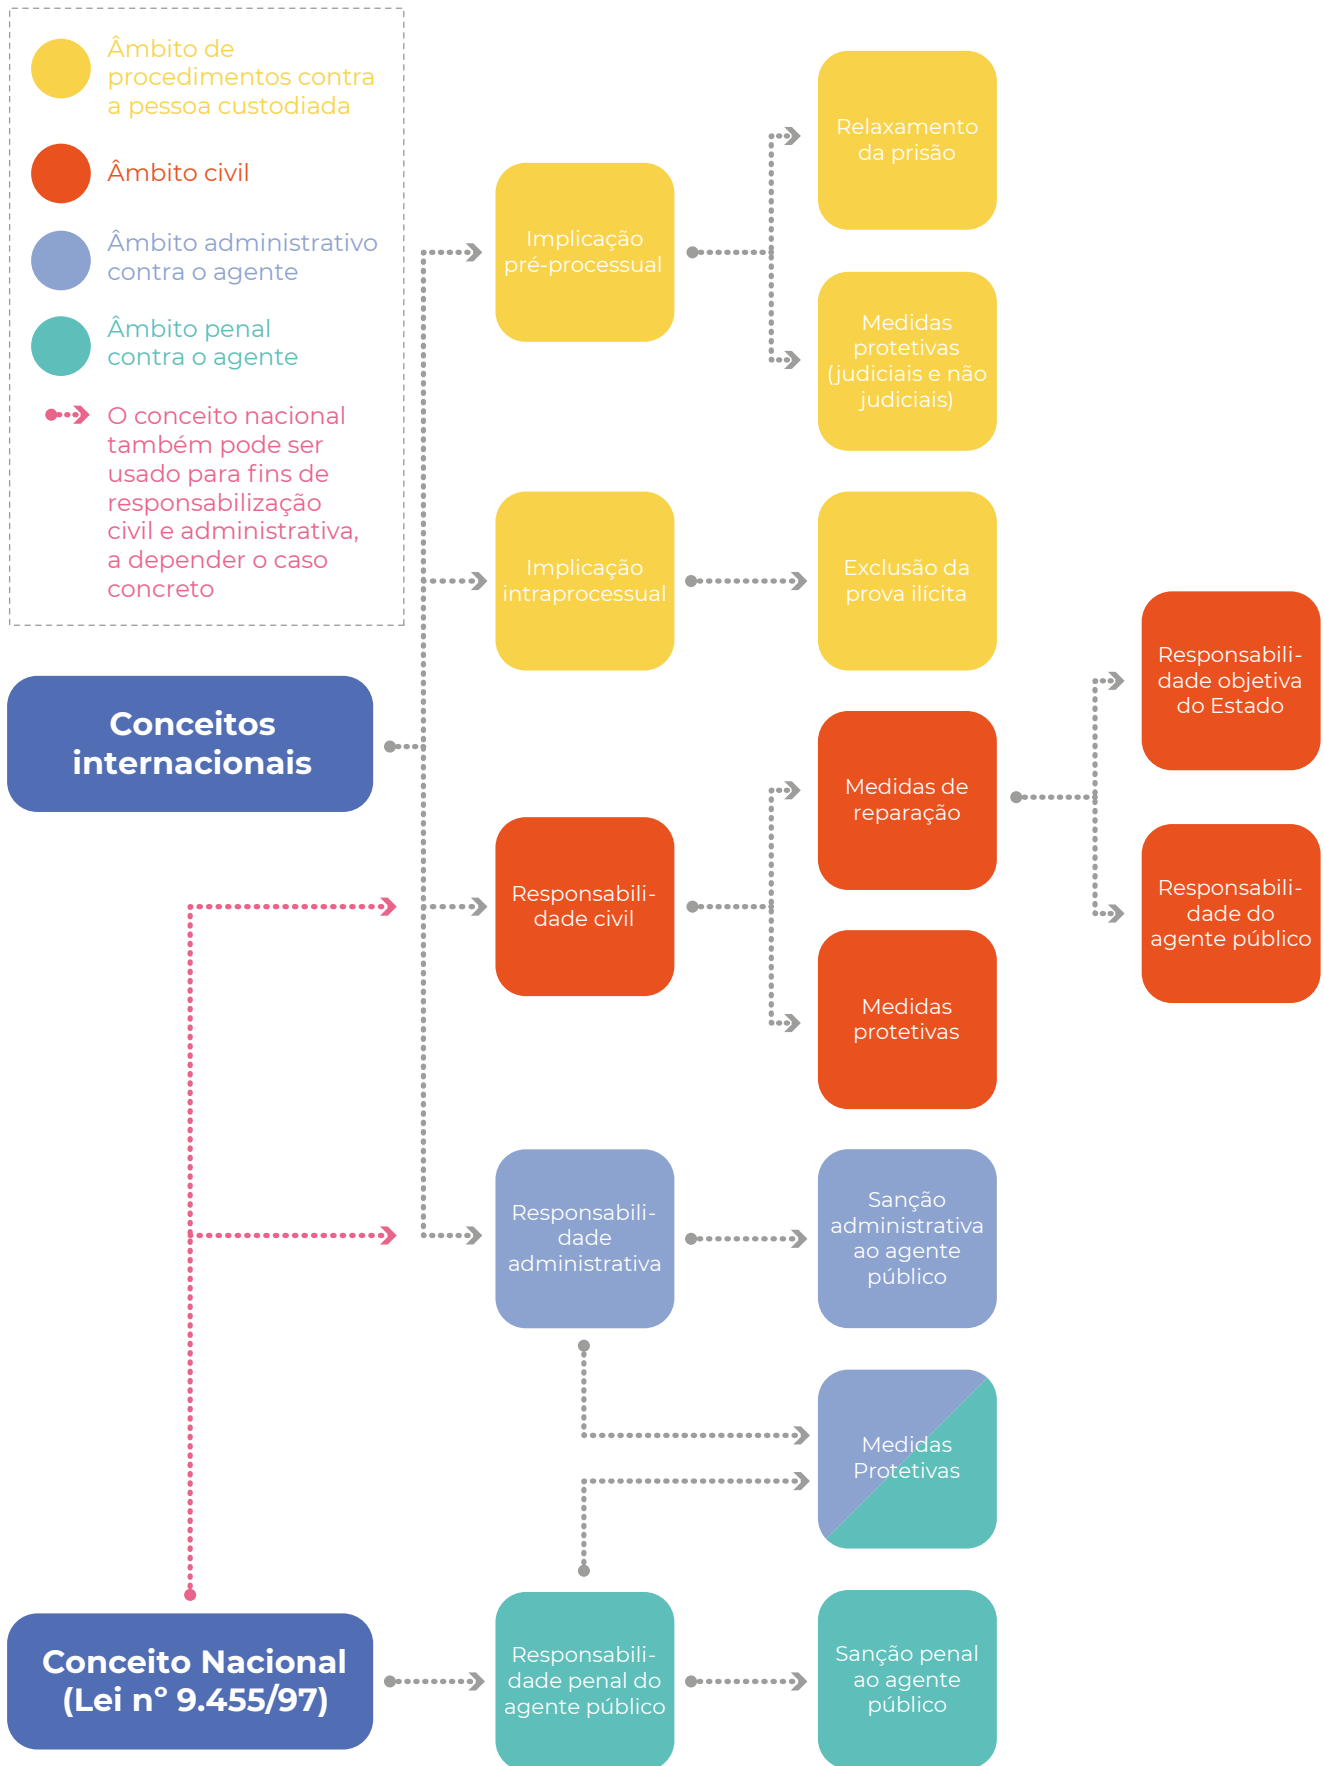 Âmbito de
procedimentos contra
a pessoa custodiada
Âmbito civil
Âmbito administrativo
contra o agente
Âmbito penal
contra o agente
O conceito nacional
também pode ser
usado para fins de
responsabilização
civil e administrativa,
a depender o caso
concreto
Conceitos
internacionais
Implicação
pré-processual
Relaxamento
da prisão
Medidas
protetivas
(judiciais e não
judiciais)
Implicação
intraprocessual
Exclusão da
prova ilícita
Responsabili-
dade civil
Medidas de
reparação
Responsabili-
dade objetiva
do Estado
Responsabili-
dade do
agente público
Medidas
protetivas
Responsabili-
dade
administrativa
Sanção
administrativa
ao agente
público
Medidas
Protetivas
Conceito Nacional
(Lei nº 9.455/97)
Responsabili-
dade penal do
agente público
Sanção penal
ao agente
público